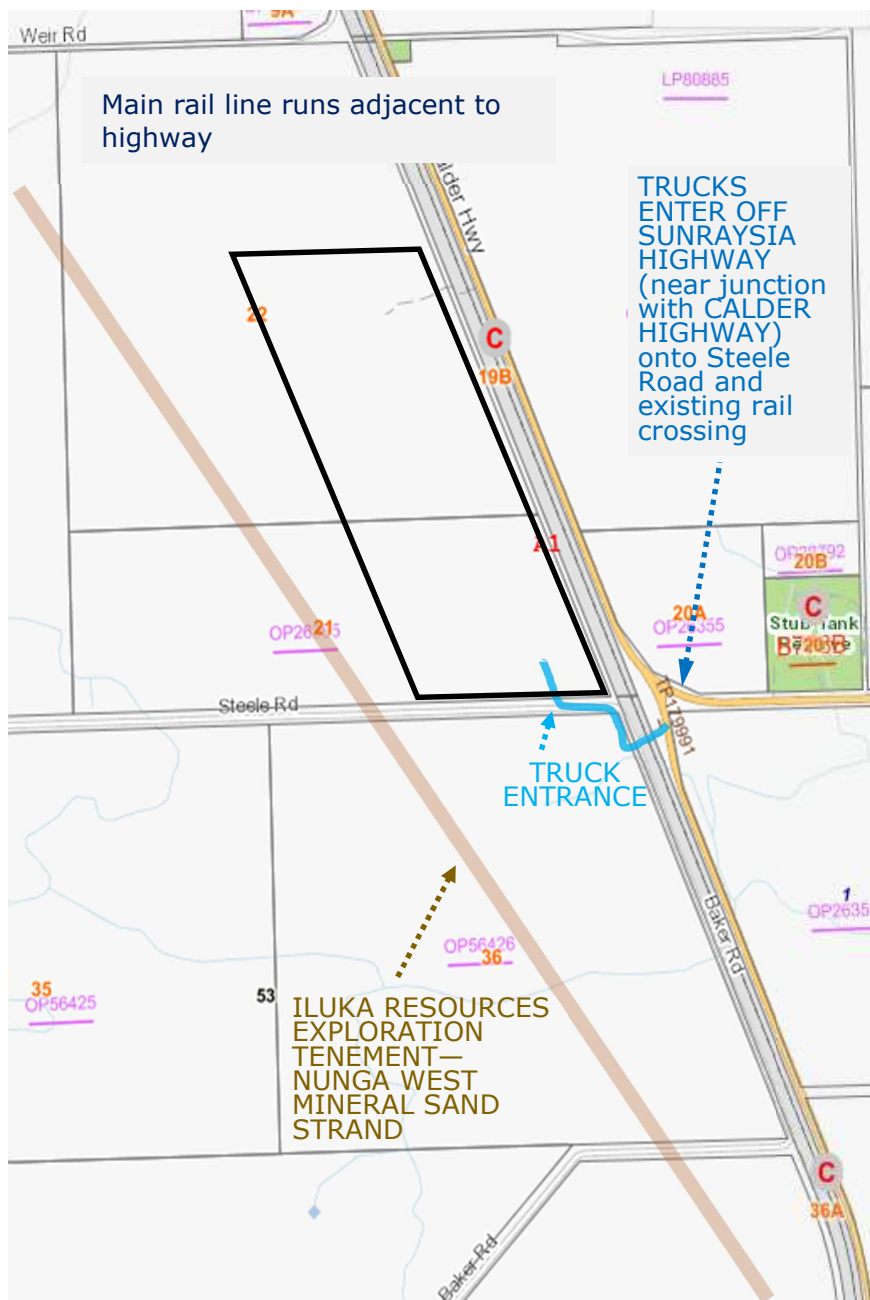 9A
Weir Rd
LP80885
Main rail line runs adjacent to
highway
Calder Hwy
TRUCKS
ENTER OFF
SUNRAYSIA
HIGHWAY
(near junction
with CALDER
HIGHWAY)
onto Steele
Road and
existing rail
crossing
22
C
19B
A1
20B
C
20A
21
Steele Rd
TP179991
TRUCK
ENTRANCE
1
Baker Rd
OP56426
36
35
OP56425
53
ILUKA RESOURCES
EXPLORATION
TENEMENT—
NUNGA WEST
MINERAL SAND
STRAND
C
36A
Baker Rd